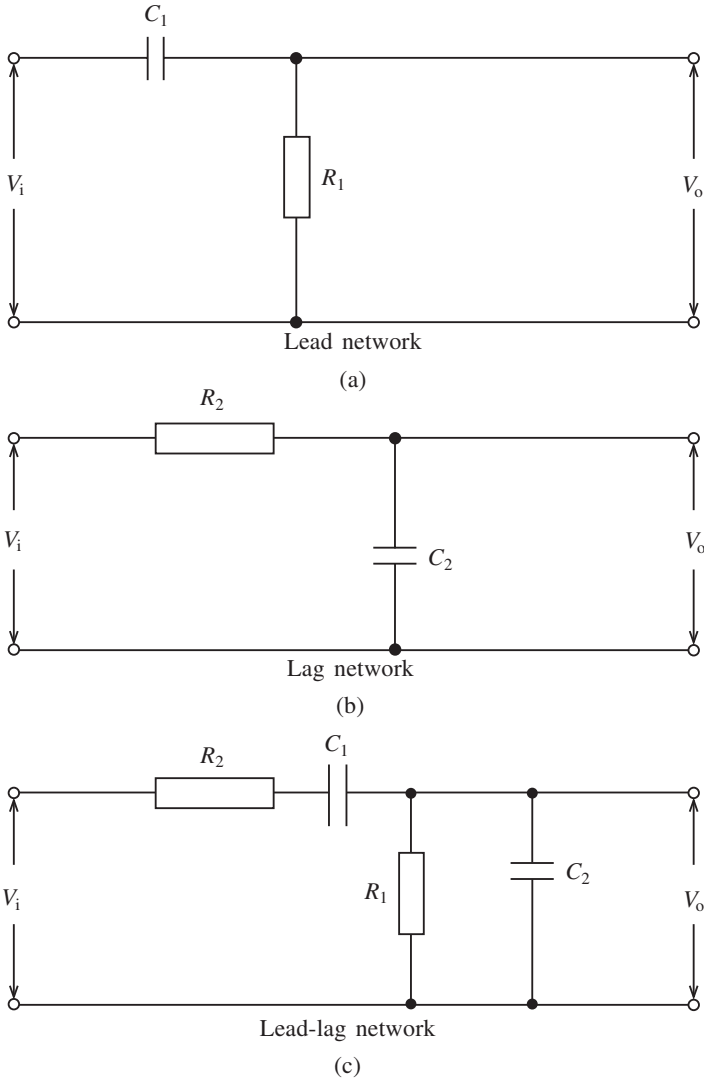 C₁
Vᵢ
R₁
Vₒ
Lead network
(a)
R₂
Vᵢ
C₂
Vₒ
Lag network
(b)
R₂
C₁
Vᵢ
R₁
C₂
Vₒ
Lead-lag network
(c)